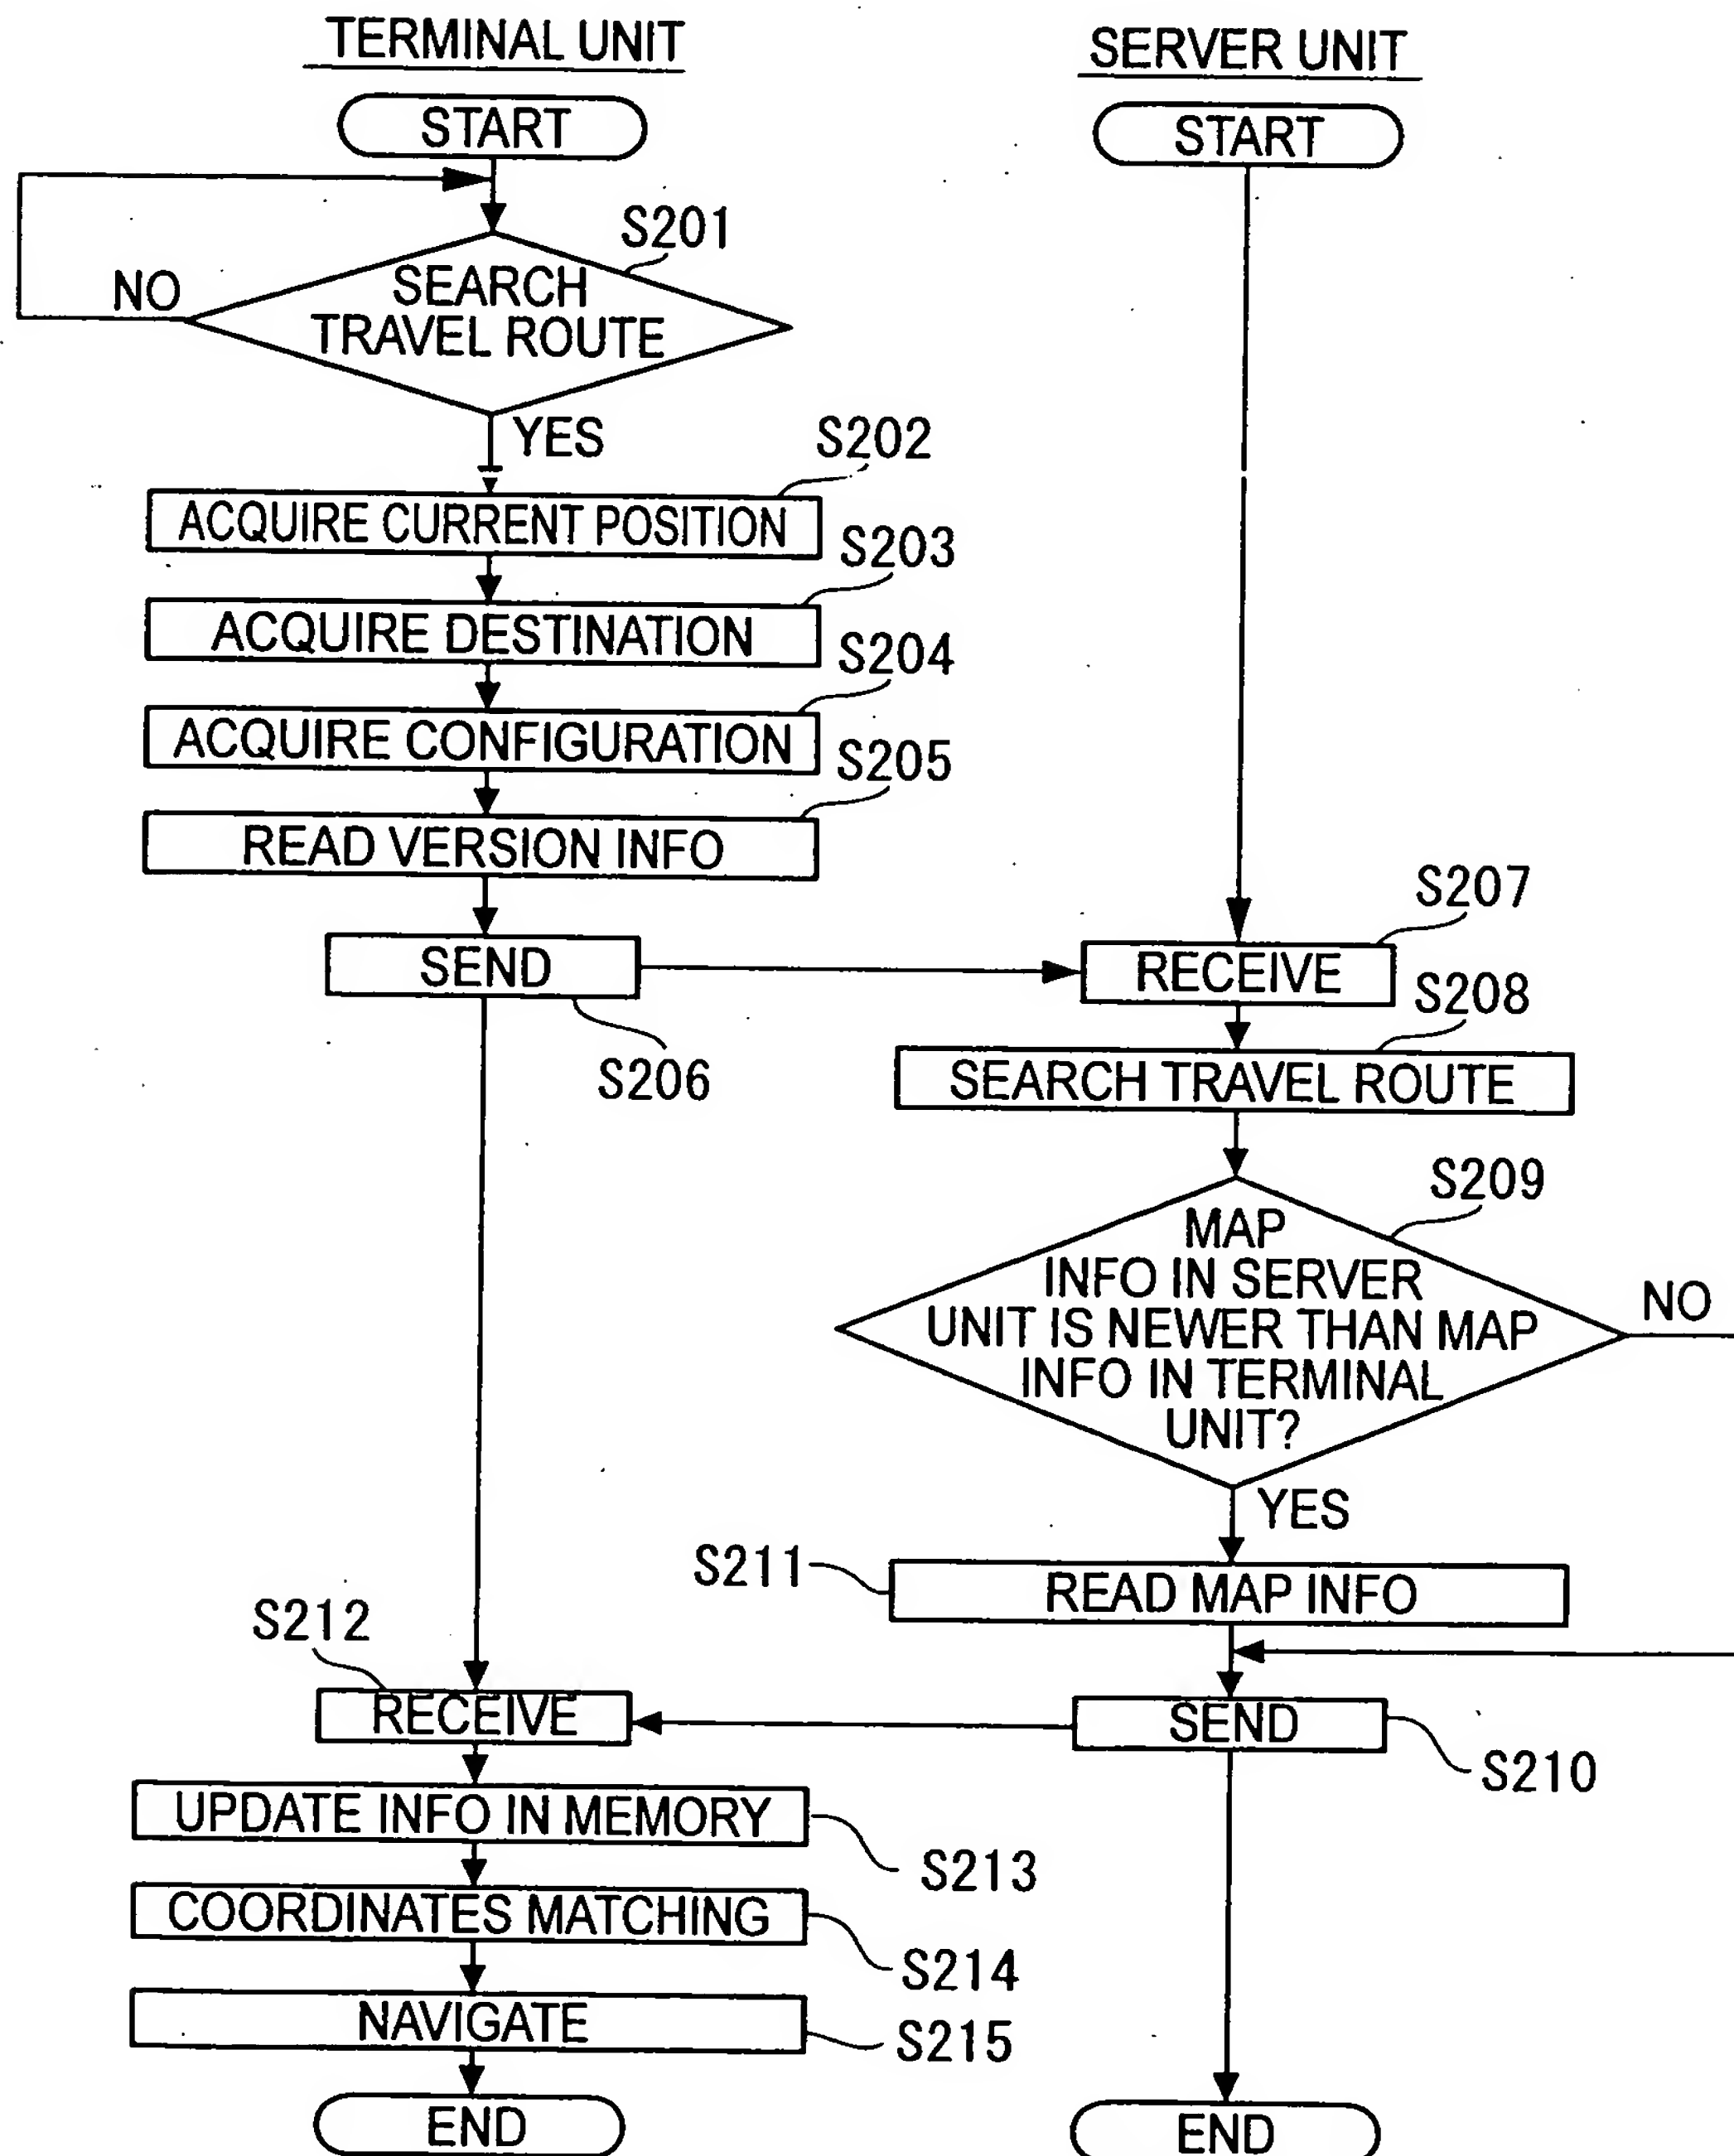 TERMINAL UNIT
START
S201
NO
SEARCH
TRAVEL ROUTE
YES
S202
ACQUIRE CURRENT POSITION
S203
ACQUIRE DESTINATION
S204
ACQUIRE CONFIGURATION
S205
READ VERSION INFO
SEND
S206
SERVER UNIT
START
S207
RECEIVE
S208
SEARCH TRAVEL ROUTE
S209
MAP
INFO IN SERVER
UNIT IS NEWER THAN MAP
INFO IN TERMINAL
UNIT?
NO
YES
S211
READ MAP INFO
SEND
S210
END
S212
RECEIVE
UPDATE INFO IN MEMORY
S213
COORDINATES MATCHING
S214
NAVIGATE
S215
END